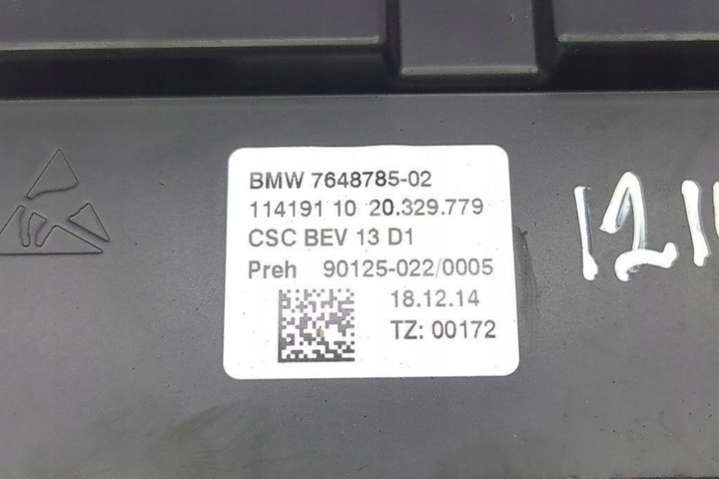 BMW 7648785-02
114191 10 20.329.779
CSC BEV 13 D1
Preh 90125-022/0005
18.12.14
TZ: 00172